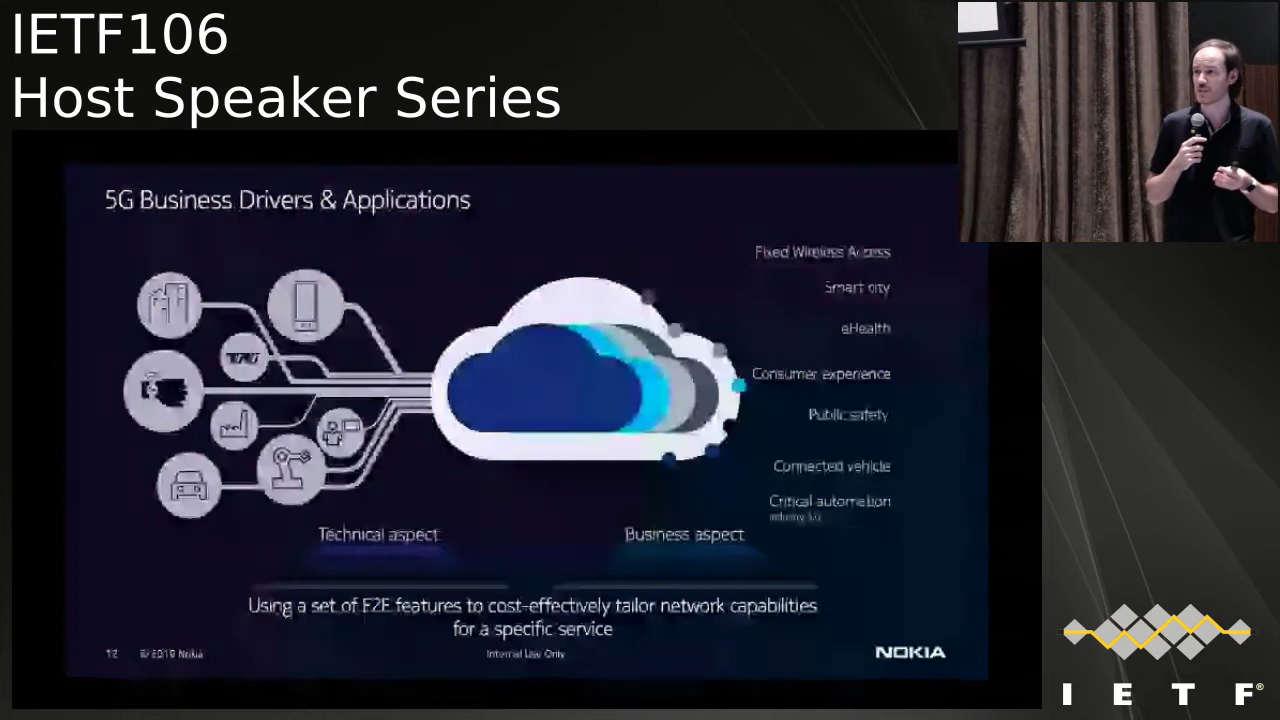 IETF106
Host Speaker Series
5G Business Drivers & Applications
Fixed Wireless Access
Smart city
eHealth
Consumer experience
Public safety
Connected vehicle
Critical automation
Technical aspect
Business aspect
Using a set of E2E features to cost-effectively tailor network capabilities
for a specific service
12 © 2019 Nokia
Internal Use Only
NOKIA
I E T F®